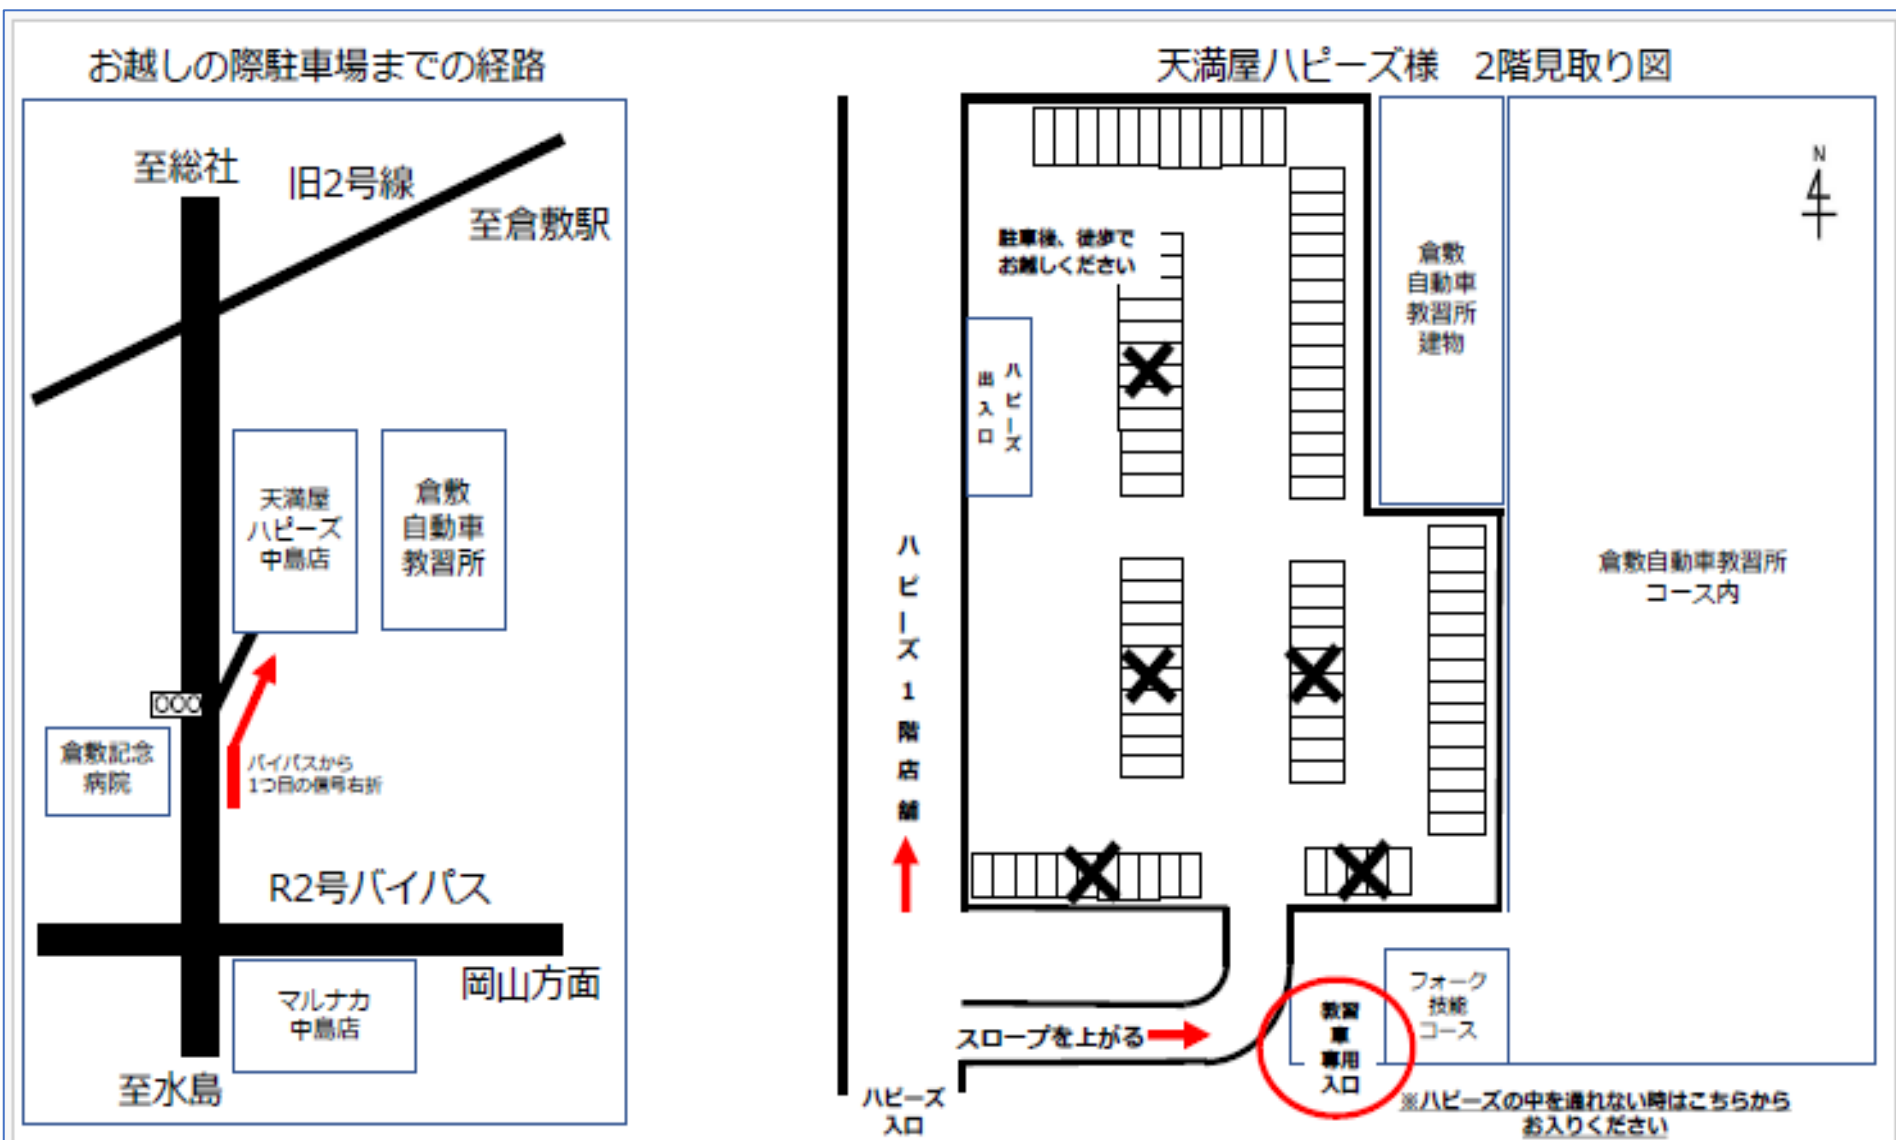 お越しの際駐車場までの経路
至総社
旧2号線
至倉敷駅
天満屋
ハピーズ
中島店
倉敷
自動車
教習所
倉敷記念
病院
バイパスから
1つ目の信号右折
R2号バイパス
岡山方面
マルナカ
中島店
至水島
天満屋ハピーズ様　2階見取り図
N
駐車後、徒歩で
お越しください
ハピーズ
出入口
倉敷
自動車
教習所
建物
倉敷自動車教習所
コース内
ハピーズ1階店舗
スロープを上がる
教習
車
専用
入口
フォーク
技能
コース
ハピーズ
入口
※ハピーズの中を通れない時はこちらから
お入りください